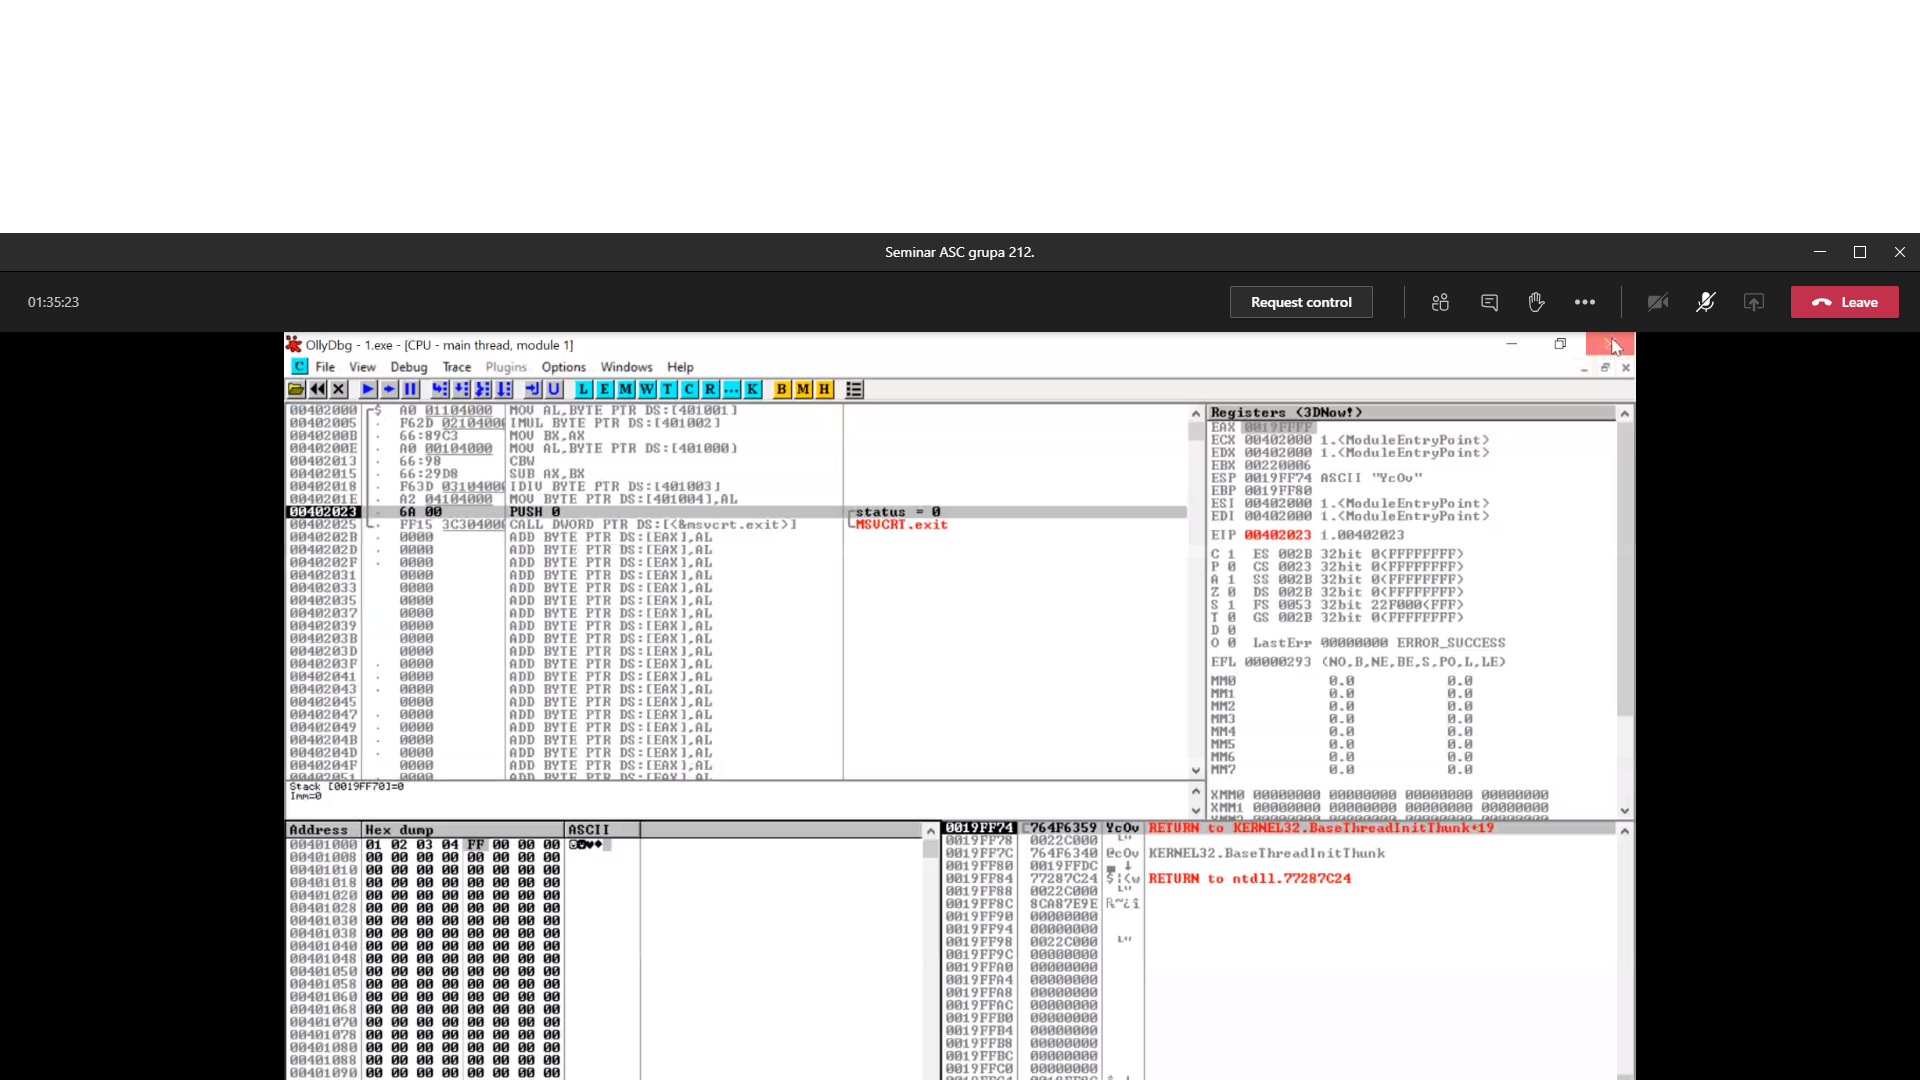 Seminar ASC grupa 212.
01:35:23
Request control
Leave
OllyDbg - 1.exe - [CPU - main thread, module 1]
C File View Debug Trace Plugins Options Windows Help
L E M W T C R ... K B M H
00402000 $ A0 01104000 MOV AL,BYTE PTR DS:[401001]
00402005 F62D 02104000 IMUL BYTE PTR DS:[401002]
0040200B 66:89C3 MOV BX,AX
0040200E A0 00104000 MOV AL,BYTE PTR DS:[401000]
00402013 66:98 CBW
00402015 66:29D8 SUB AX,BX
00402018 F63D 03104000 IDIV BYTE PTR DS:[401003]
0040201E A2 04104000 MOV BYTE PTR DS:[401004],AL
00402023 6A 00 PUSH 0 status = 0
00402025 FF15 3C304000 CALL DWORD PTR DS:[<&msvcrt.exit>] MSVCRT.exit
0040202B 0000 ADD BYTE PTR DS:[EAX],AL
0040202D 0000 ADD BYTE PTR DS:[EAX],AL
0040202F 0000 ADD BYTE PTR DS:[EAX],AL
00402031 0000 ADD BYTE PTR DS:[EAX],AL
00402033 0000 ADD BYTE PTR DS:[EAX],AL
00402035 0000 ADD BYTE PTR DS:[EAX],AL
00402037 0000 ADD BYTE PTR DS:[EAX],AL
00402039 0000 ADD BYTE PTR DS:[EAX],AL
0040203B 0000 ADD BYTE PTR DS:[EAX],AL
0040203D 0000 ADD BYTE PTR DS:[EAX],AL
0040203F 0000 ADD BYTE PTR DS:[EAX],AL
00402041 0000 ADD BYTE PTR DS:[EAX],AL
00402043 0000 ADD BYTE PTR DS:[EAX],AL
00402045 0000 ADD BYTE PTR DS:[EAX],AL
00402047 0000 ADD BYTE PTR DS:[EAX],AL
00402049 0000 ADD BYTE PTR DS:[EAX],AL
0040204B 0000 ADD BYTE PTR DS:[EAX],AL
0040204D 0000 ADD BYTE PTR DS:[EAX],AL
0040204F 0000 ADD BYTE PTR DS:[EAX],AL
00402051 0000 ADD BYTE PTR DS:[EAX],AL
Stack [0019FF70]=0
Imm=0
Registers (3DNow!)
EAX 0019FFFF
ECX 00402000 1.<ModuleEntryPoint>
EDX 00402000 1.<ModuleEntryPoint>
EBX 00220006
ESP 0019FF74 ASCII "YcOv"
EBP 0019FF80
ESI 00402000 1.<ModuleEntryPoint>
EDI 00402000 1.<ModuleEntryPoint>
EIP 00402023 1.00402023
C 1 ES 002B 32bit 0(FFFFFFFF)
P 0 CS 0023 32bit 0(FFFFFFFF)
A 1 SS 002B 32bit 0(FFFFFFFF)
Z 0 DS 002B 32bit 0(FFFFFFFF)
S 1 FS 0053 32bit 22F000(FFF)
T 0 GS 002B 32bit 0(FFFFFFFF)
D 0
O 0 LastErr 00000000 ERROR_SUCCESS
EFL 00000293 (NO,B,NE,BE,S,PO,L,LE)
MM0 0.0 0.0
MM1 0.0 0.0
MM2 0.0 0.0
MM3 0.0 0.0
MM4 0.0 0.0
MM5 0.0 0.0
MM6 0.0 0.0
MM7 0.0 0.0
XMM0 00000000 00000000 00000000 00000000
XMM1 00000000 00000000 00000000 00000000
Address Hex dump ASCII
00401000 01 02 03 04 FF 00 00 00
00401008 00 00 00 00 00 00 00 00
00401010 00 00 00 00 00 00 00 00
00401018 00 00 00 00 00 00 00 00
00401020 00 00 00 00 00 00 00 00
00401028 00 00 00 00 00 00 00 00
00401030 00 00 00 00 00 00 00 00
00401038 00 00 00 00 00 00 00 00
00401040 00 00 00 00 00 00 00 00
00401048 00 00 00 00 00 00 00 00
00401050 00 00 00 00 00 00 00 00
00401058 00 00 00 00 00 00 00 00
00401060 00 00 00 00 00 00 00 00
00401068 00 00 00 00 00 00 00 00
00401070 00 00 00 00 00 00 00 00
00401078 00 00 00 00 00 00 00 00
00401080 00 00 00 00 00 00 00 00
00401088 00 00 00 00 00 00 00 00
00401090 00 00 00 00 00 00 00 00
0019FF74 764F6359 YcOv RETURN to KERNEL32.BaseThreadInitThunk+19
0019FF78 0022C000
0019FF7C 764F6340 @cOv KERNEL32.BaseThreadInitThunk
0019FF80 0019FFDC
0019FF84 77287C24 $|(w RETURN to ntdll.77287C24
0019FF88 0022C000
0019FF8C 8CA87E9E
0019FF90 00000000
0019FF94 00000000
0019FF98 0022C000
0019FF9C 00000000
0019FFA0 00000000
0019FFA4 00000000
0019FFA8 00000000
0019FFAC 00000000
0019FFB0 00000000
0019FFB4 00000000
0019FFB8 00000000
0019FFBC 00000000
0019FFC0 00000000